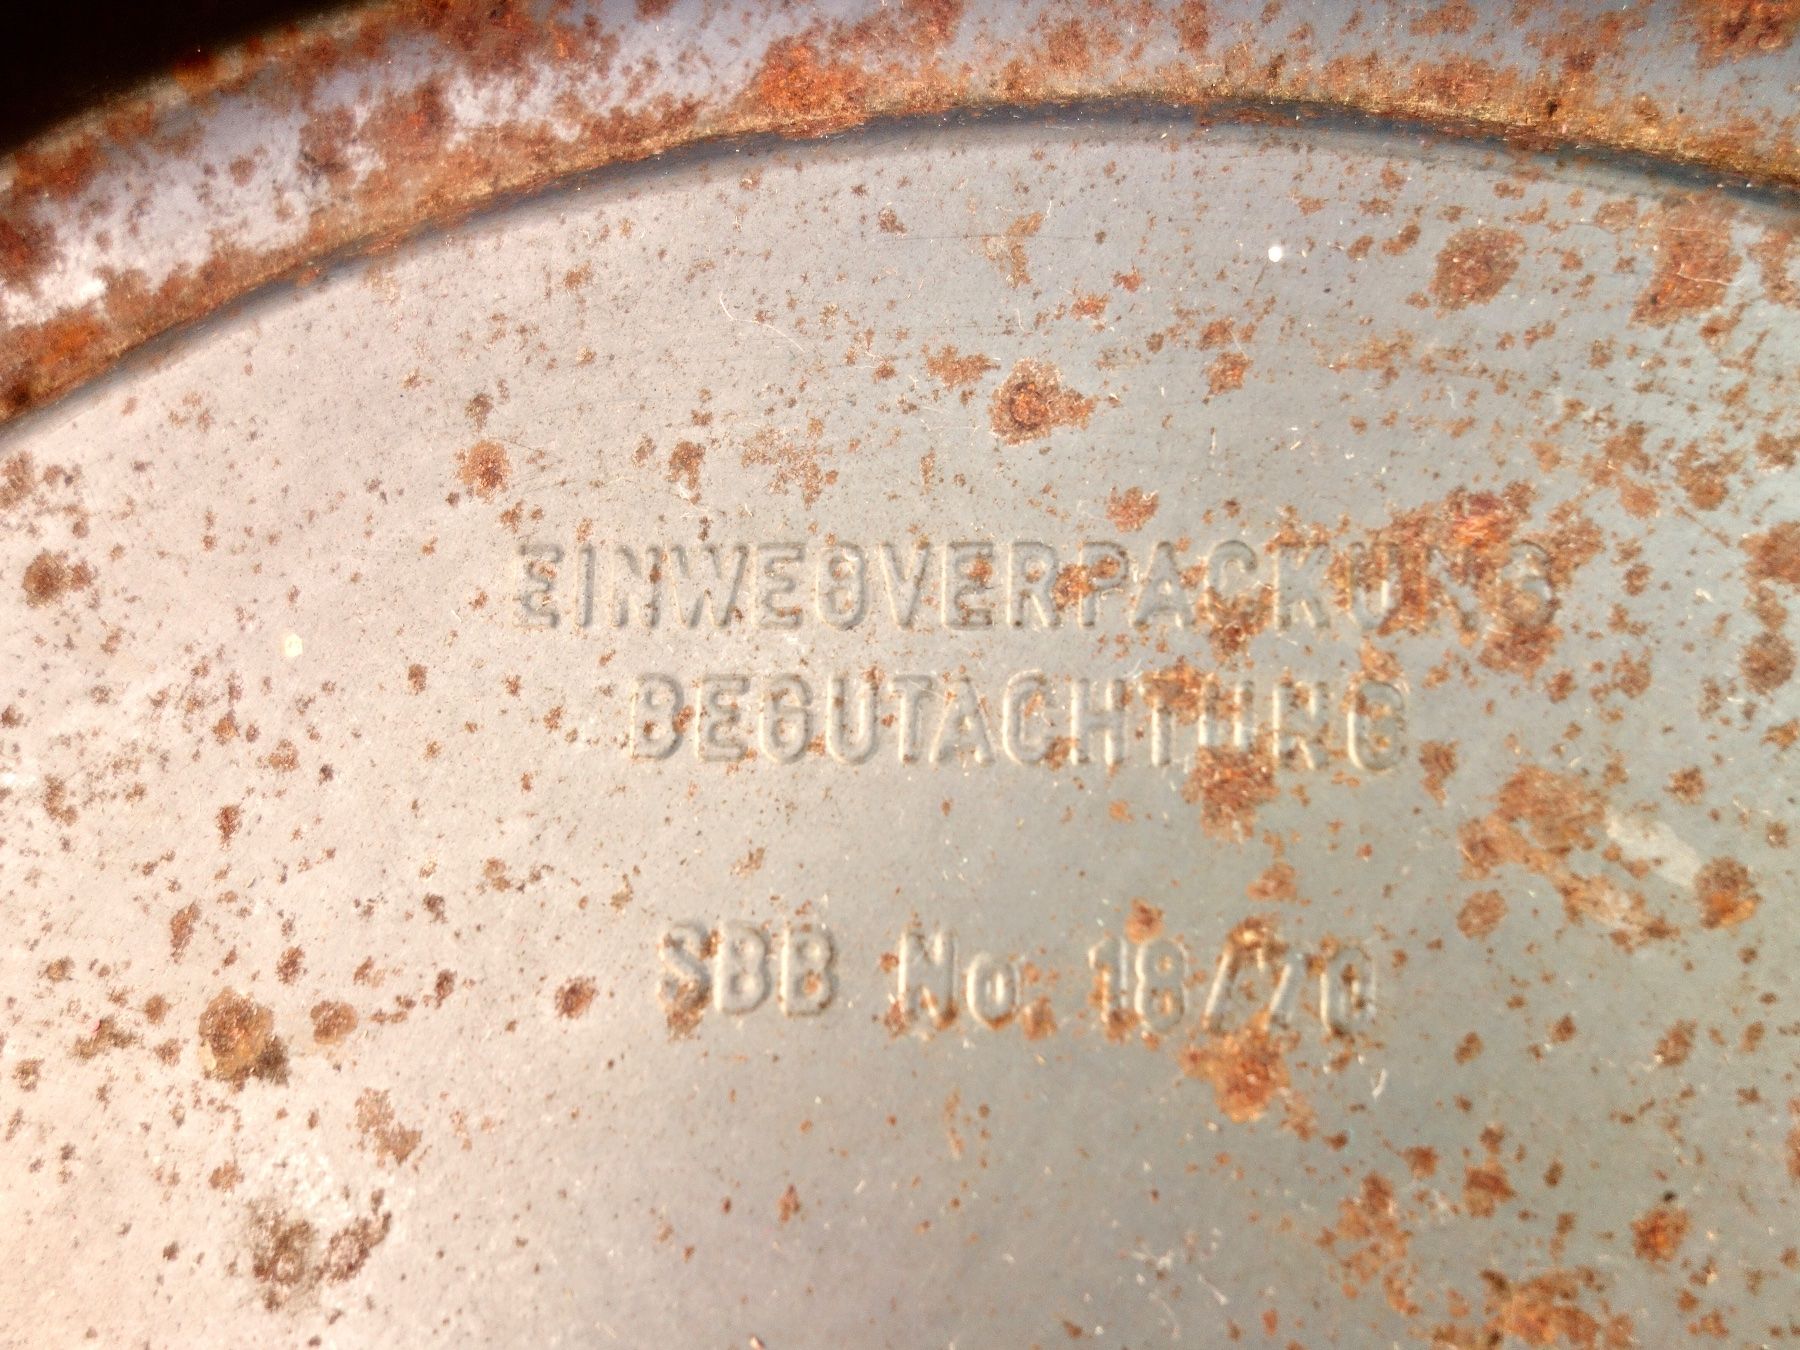 EINWEGVERPACKUNG
BEGUTACHTUNG
SBB No. 18/70